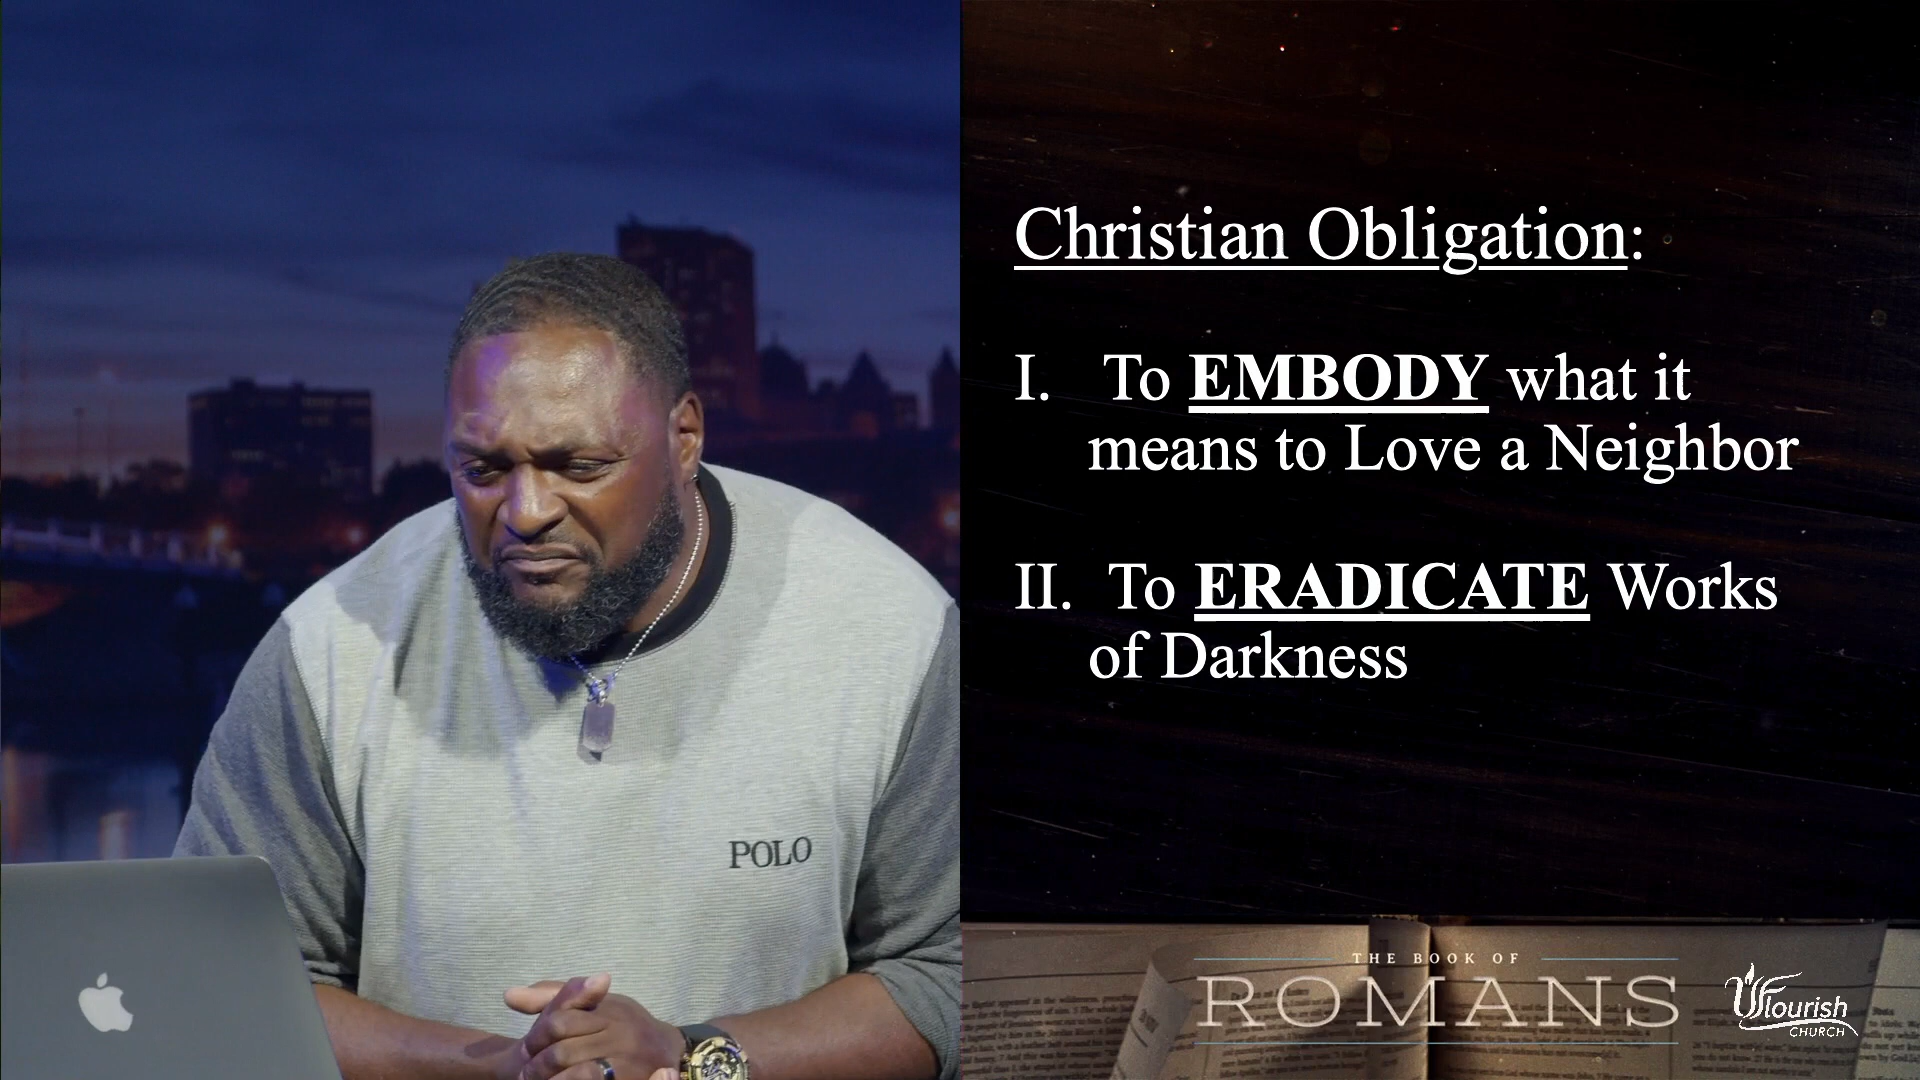 Christian Obligation:
I. To EMBODY what it
means to Love a Neighbor
II. To ERADICATE Works
of Darkness
POLO
THE BOOK OF
ROMANS
Flourish
CHURCH